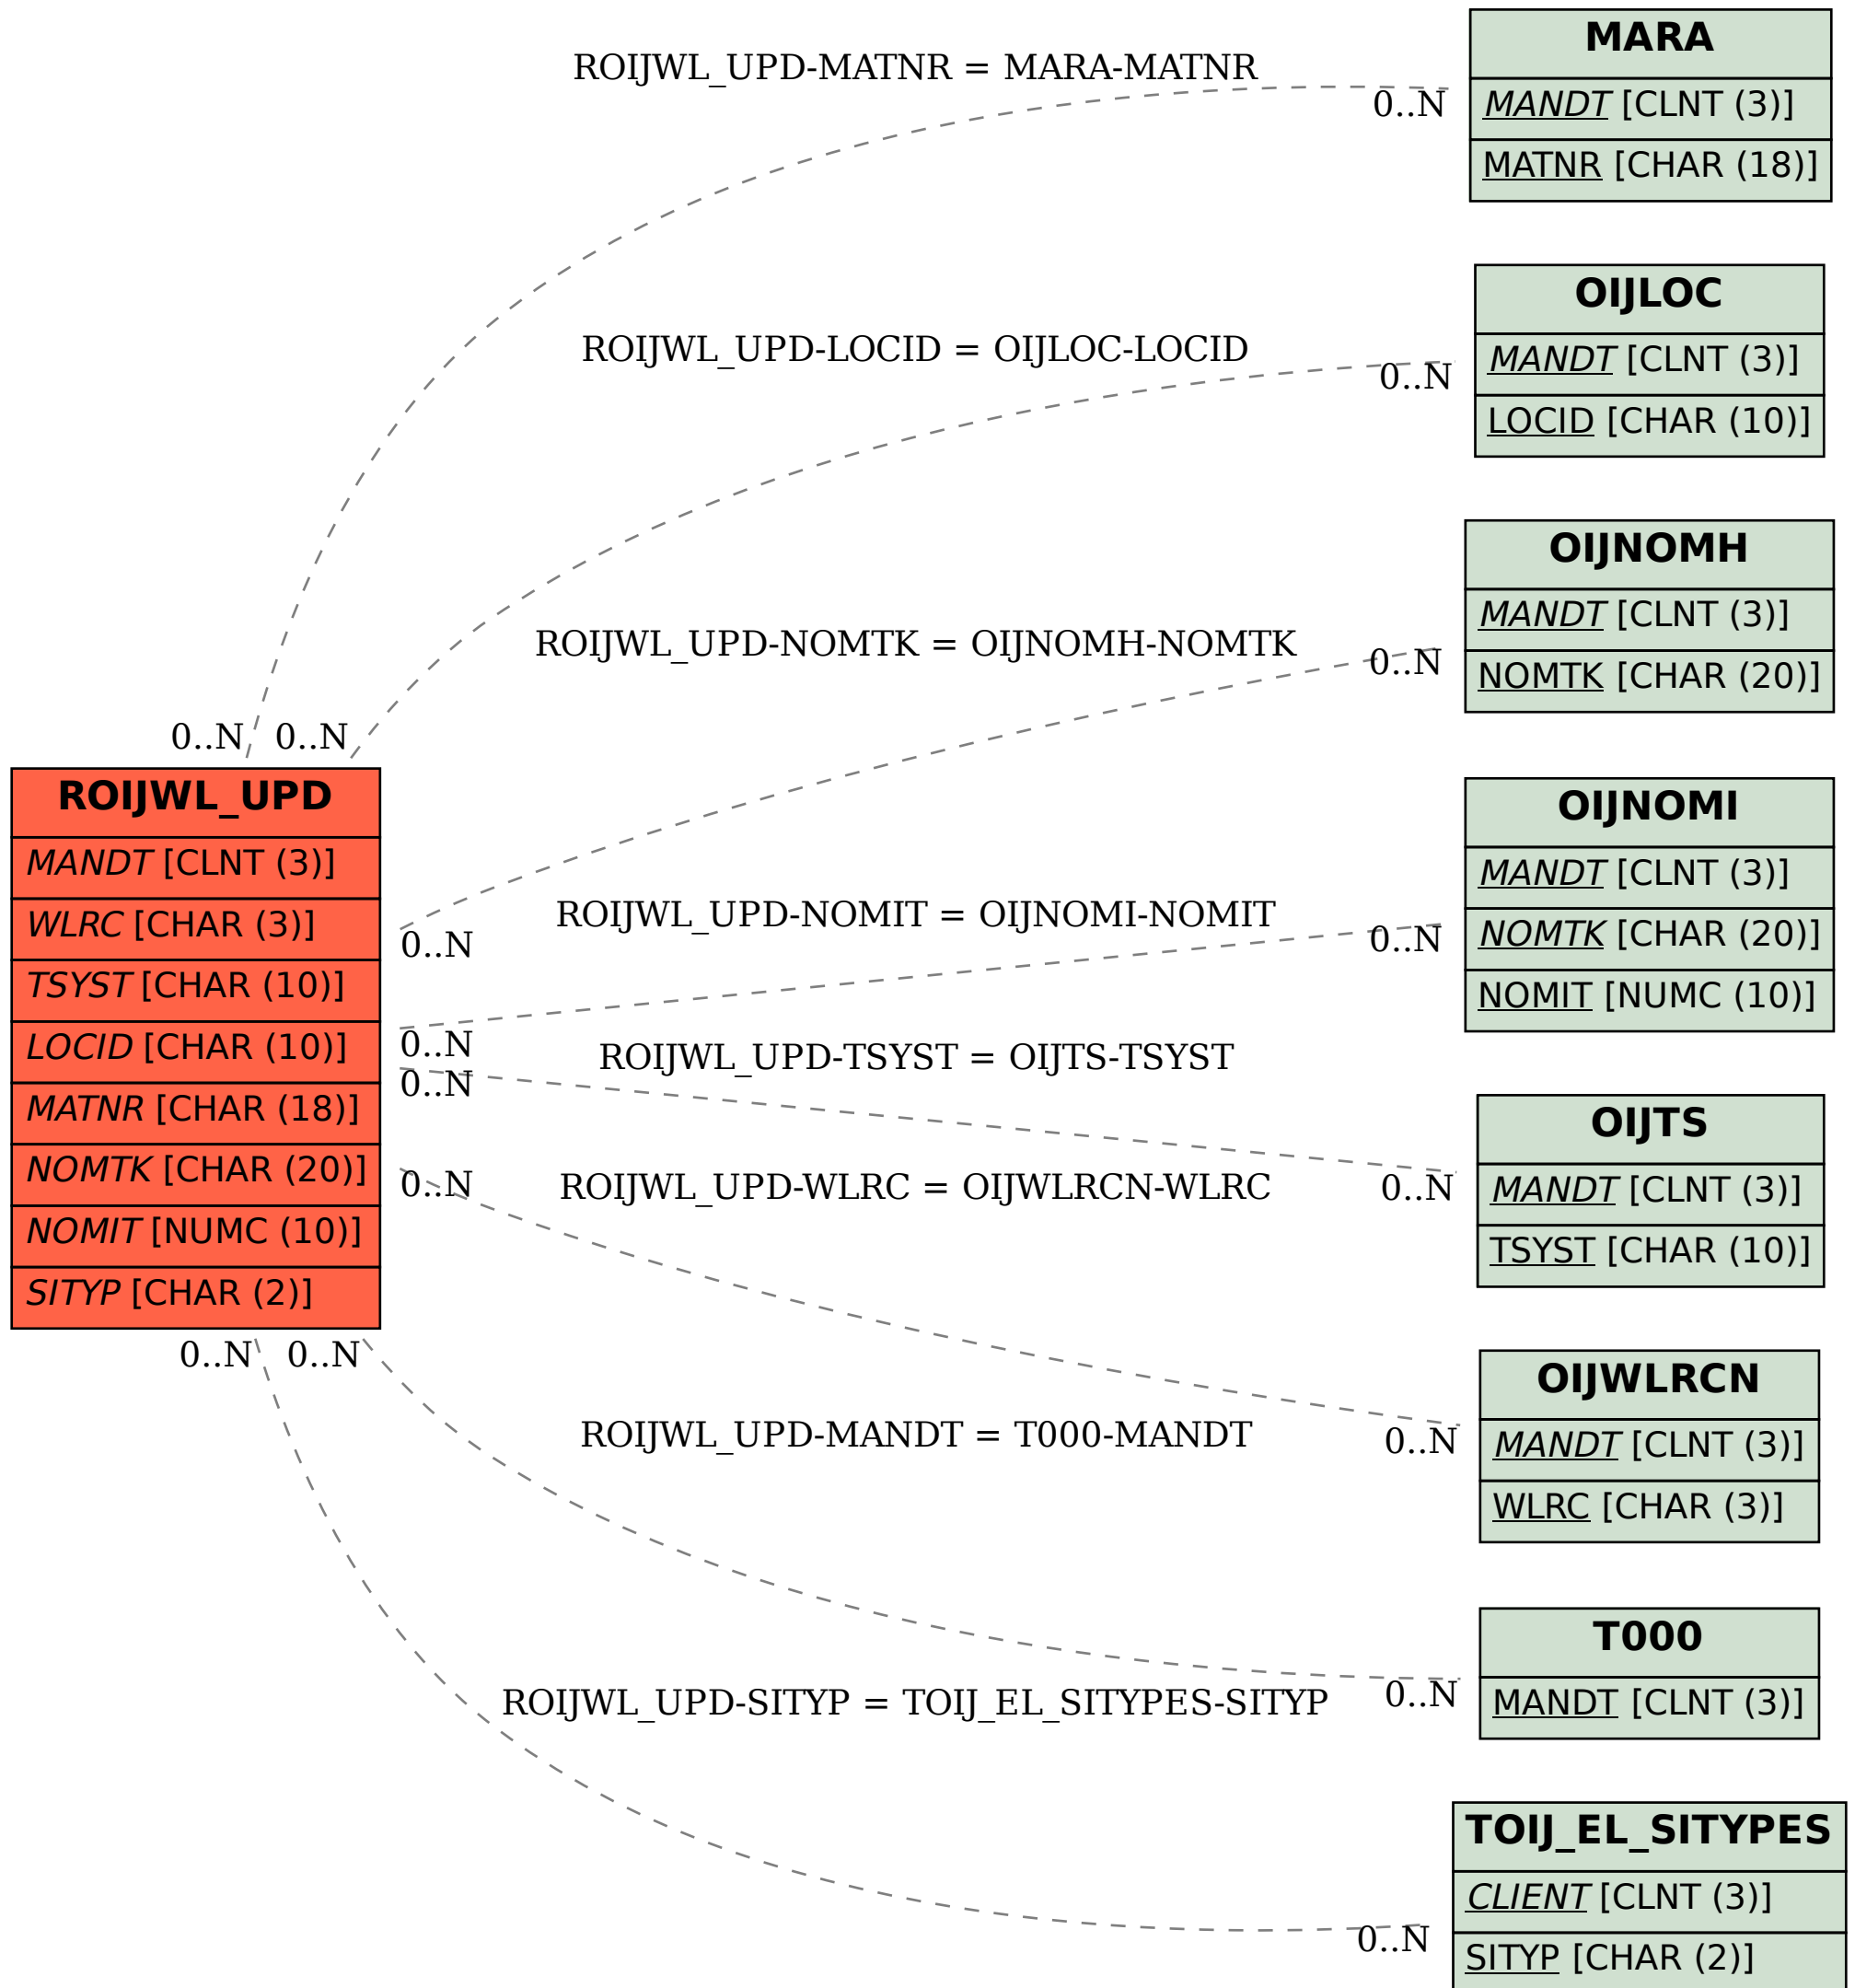 MARA
MANDT [CLNT (3)]
MATNR [CHAR (18)]
ROIJWL_UPD-MATNR = MARA-MATNR
0..N
OIJLOC
MANDT [CLNT (3)]
LOCID [CHAR (10)]
ROIJWL_UPD-LOCID = OIJLOC-LOCID
0..N
OIJNOMH
MANDT [CLNT (3)]
NOMTK [CHAR (20)]
ROIJWL_UPD-NOMTK = OIJNOMH-NOMTK
0..N
0..N 0..N
ROIJWL_UPD
MANDT [CLNT (3)]
WLRC [CHAR (3)]
TSYST [CHAR (10)]
LOCID [CHAR (10)]
MATNR [CHAR (18)]
NOMTK [CHAR (20)]
NOMIT [NUMC (10)]
SITYP [CHAR (2)]
0..N
0..N
0..N
0..N
0..N 0..N
OIJNOMI
MANDT [CLNT (3)]
NOMTK [CHAR (20)]
NOMIT [NUMC (10)]
ROIJWL_UPD-NOMIT = OIJNOMI-NOMIT
0..N
ROIJWL_UPD-TSYST = OIJTS-TSYST
OIJTS
MANDT [CLNT (3)]
TSYST [CHAR (10)]
0..N
ROIJWL_UPD-WLRC = OIJWLRCN-WLRC
OIJWLRCN
MANDT [CLNT (3)]
WLRC [CHAR (3)]
0..N
ROIJWL_UPD-MANDT = T000-MANDT
T000
MANDT [CLNT (3)]
0..N
ROIJWL_UPD-SITYP = TOIJ_EL_SITYPES-SITYP
TOIJ_EL_SITYPES
CLIENT [CLNT (3)]
SITYP [CHAR (2)]
0..N